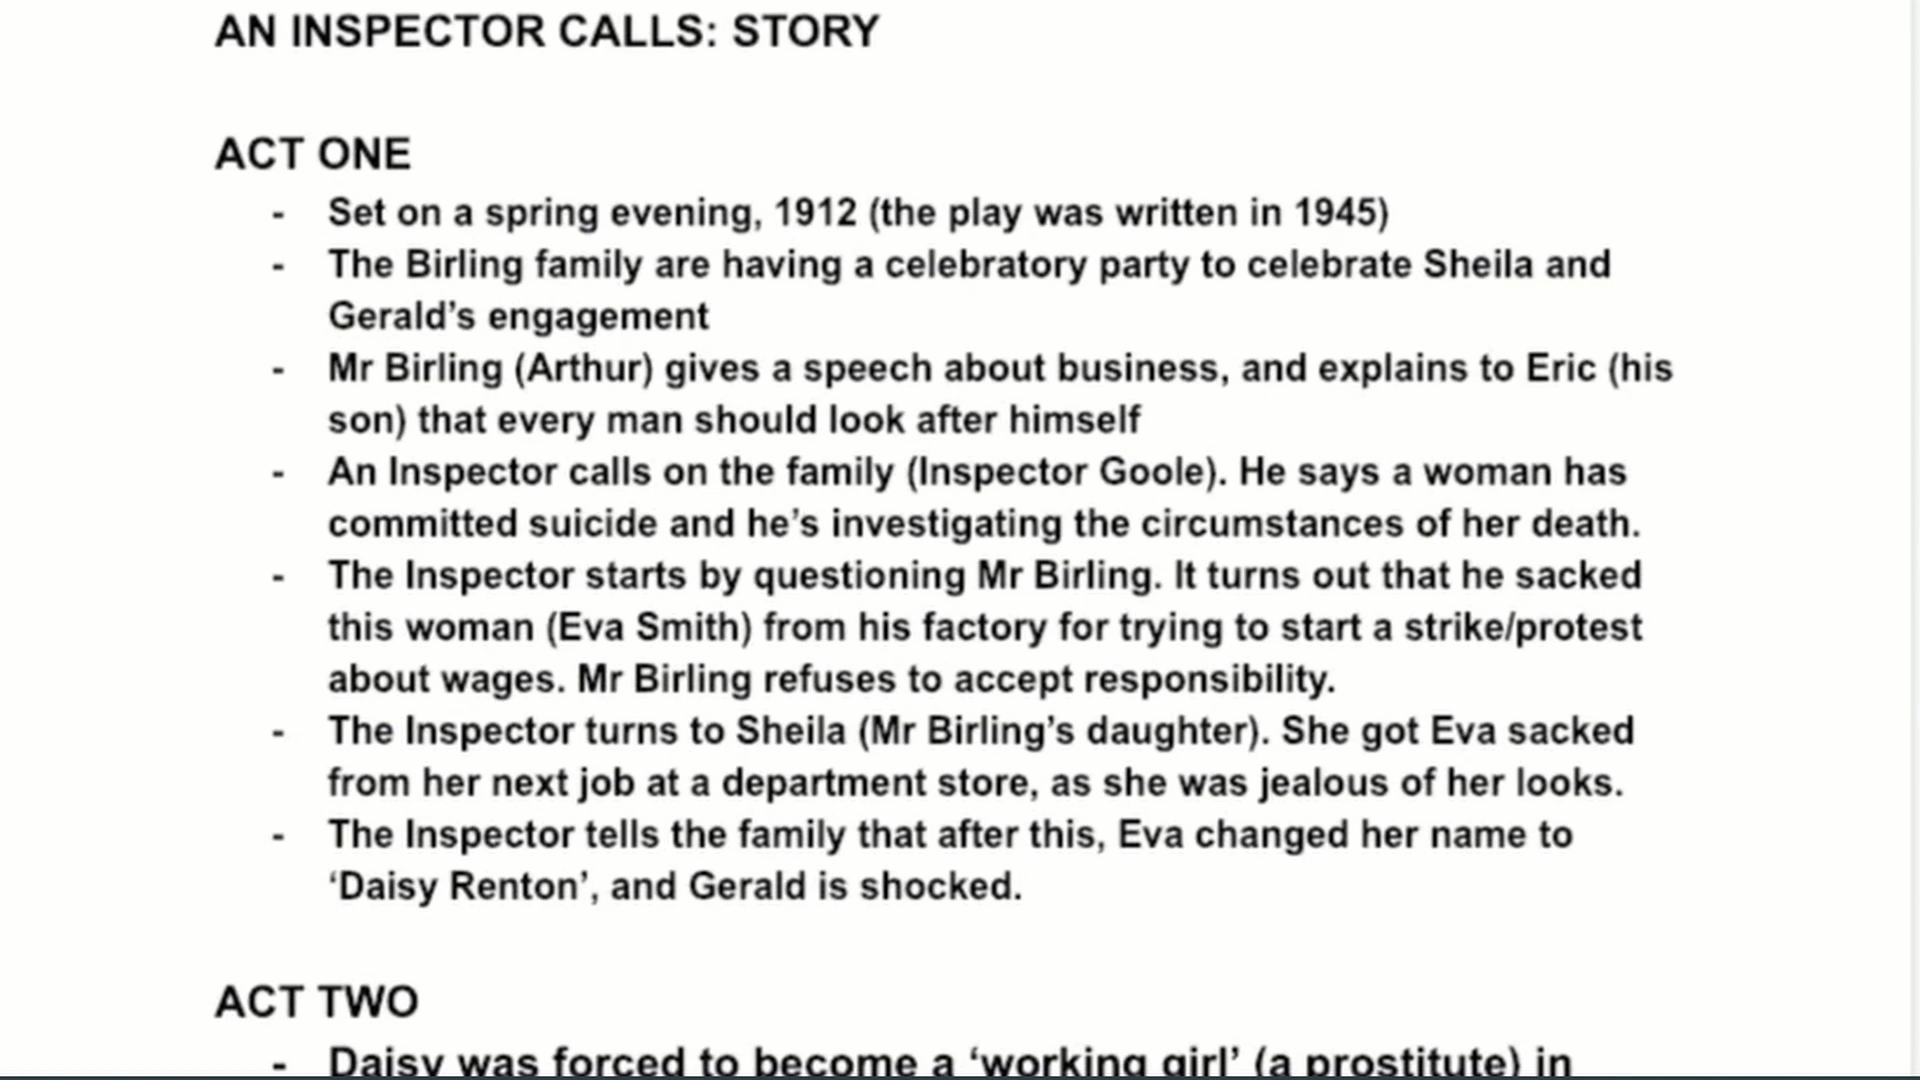 AN INSPECTOR CALLS: STORY
ACT ONE
- Set on a spring evening, 1912 (the play was written in 1945)
- The Birling family are having a celebratory party to celebrate Sheila and
Gerald’s engagement
- Mr Birling (Arthur) gives a speech about business, and explains to Eric (his
son) that every man should look after himself
- An Inspector calls on the family (Inspector Goole). He says a woman has
committed suicide and he’s investigating the circumstances of her death.
- The Inspector starts by questioning Mr Birling. It turns out that he sacked
this woman (Eva Smith) from his factory for trying to start a strike/protest
about wages. Mr Birling refuses to accept responsibility.
- The Inspector turns to Sheila (Mr Birling’s daughter). She got Eva sacked
from her next job at a department store, as she was jealous of her looks.
- The Inspector tells the family that after this, Eva changed her name to
‘Daisy Renton’, and Gerald is shocked.
ACT TWO
- Daisy was forced to become a ‘working girl’ (a prostitute) in